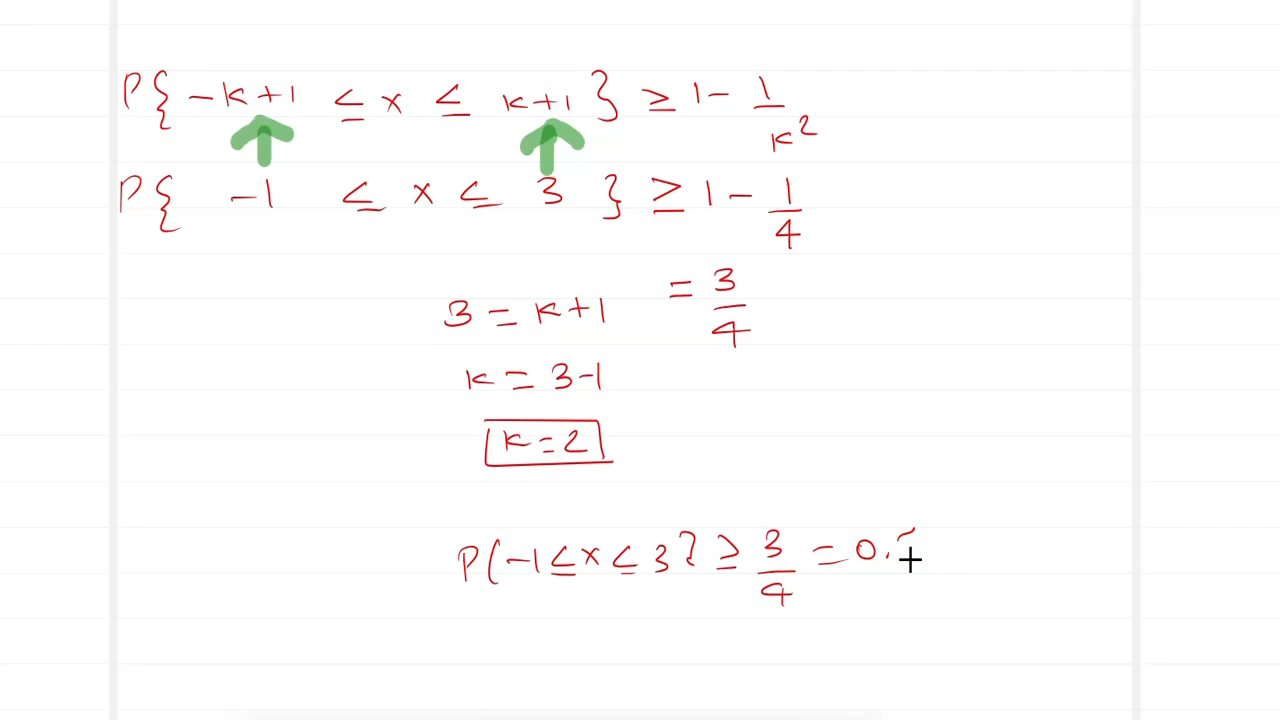 P{ -k+1 ≤ x ≤ k+1 } ≥ 1 - 1/k²
P{ -1 ≤ x ≤ 3 } ≥ 1 - 1/4
= 3/4
3 = k+1
k = 3-1
k = 2
P( -1 ≤ x ≤ 3 } ≥ 3/4 = 0.